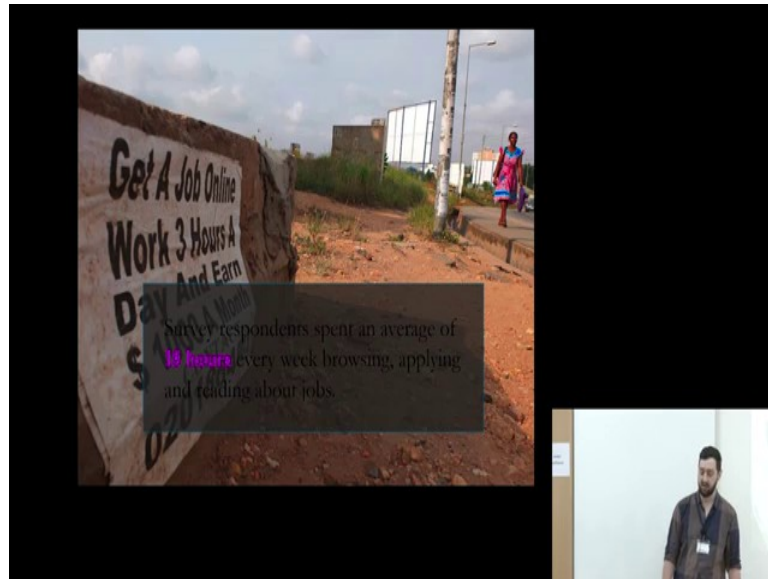 Get A Job Online
Work 3 Hours A
Day And Earn
Month
Survey respondents spent an average of
hours every week browsing, applying
and reading about jobs.